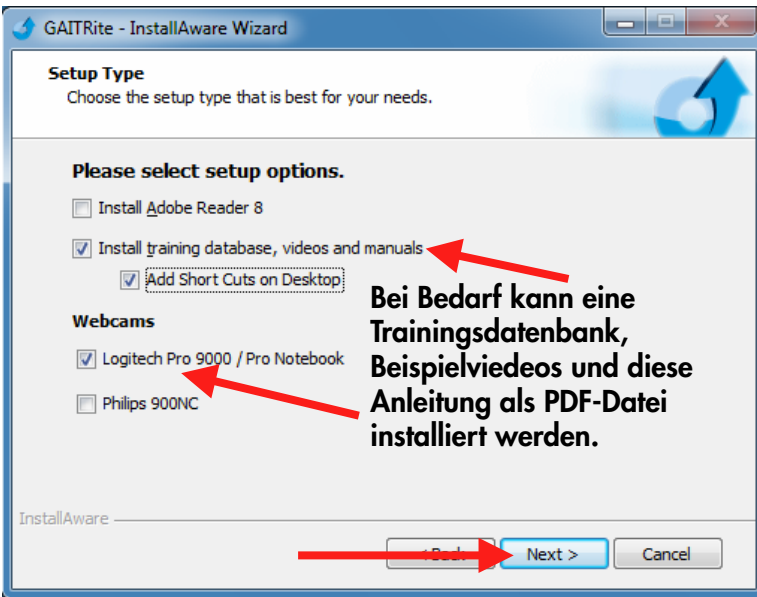 GAITRite - InstallAware Wizard
Setup Type
Choose the setup type that is best for your needs.
Please select setup options.
Install Adobe Reader 8
Install training database, videos and manuals
Add Short Cuts on Desktop
Bei Bedarf kann eine
Trainingsdatenbank,
Beispielviedeos und diese
Anleitung als PDF-Datei
installiert werden.
Webcams
Logitech Pro 9000 / Pro Notebook
Philips 900NC
InstallAware
Next >
Cancel